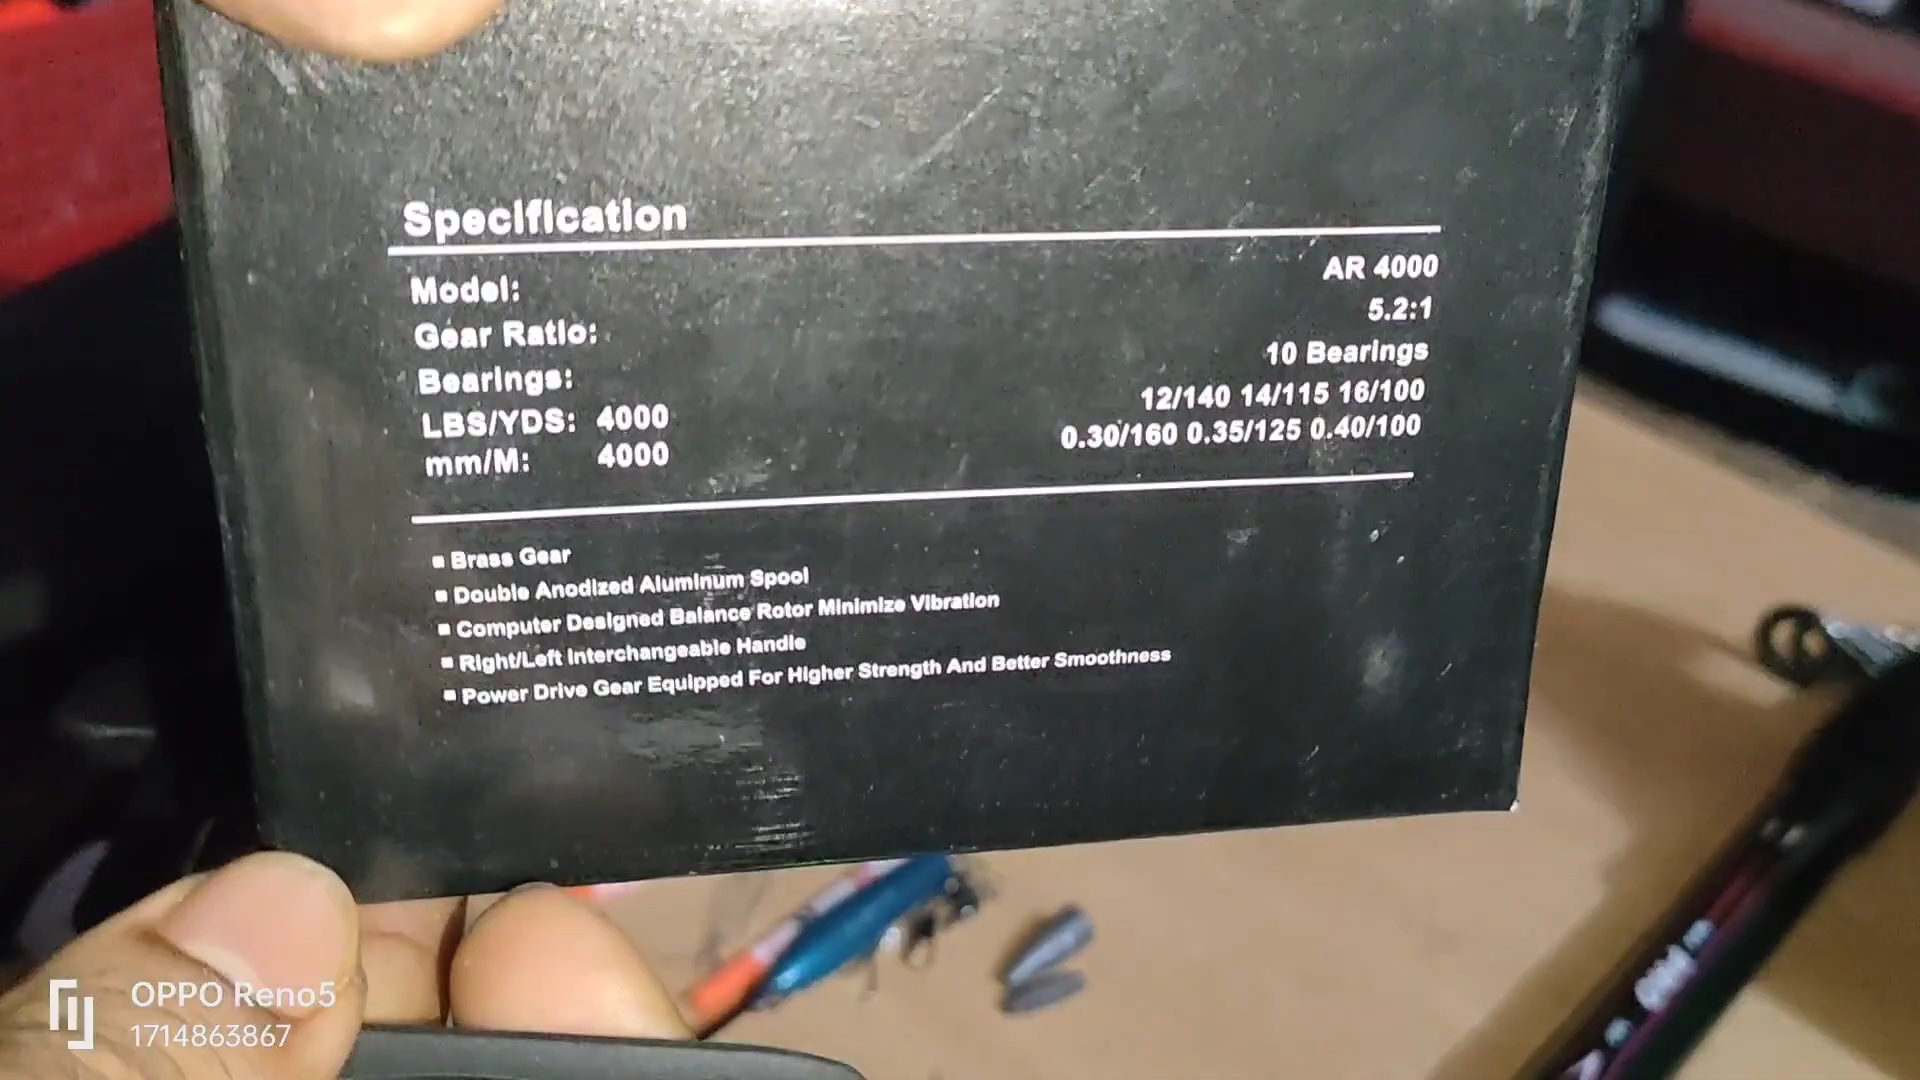 Specification
Model: AR 4000
Gear Ratio: 5.2:1
Bearings: 10 Bearings
LBS/YDS: 4000 12/140 14/115 16/100
mm/M: 4000 0.30/160 0.35/125 0.40/100
▪ Brass Gear
▪ Double Anodized Aluminum Spool
▪ Computer Designed Balance Rotor Minimize Vibration
▪ Right/Left Interchangeable Handle
▪ Power Drive Gear Equipped For Higher Strength And Better Smoothness
OPPO Reno5
1714863867